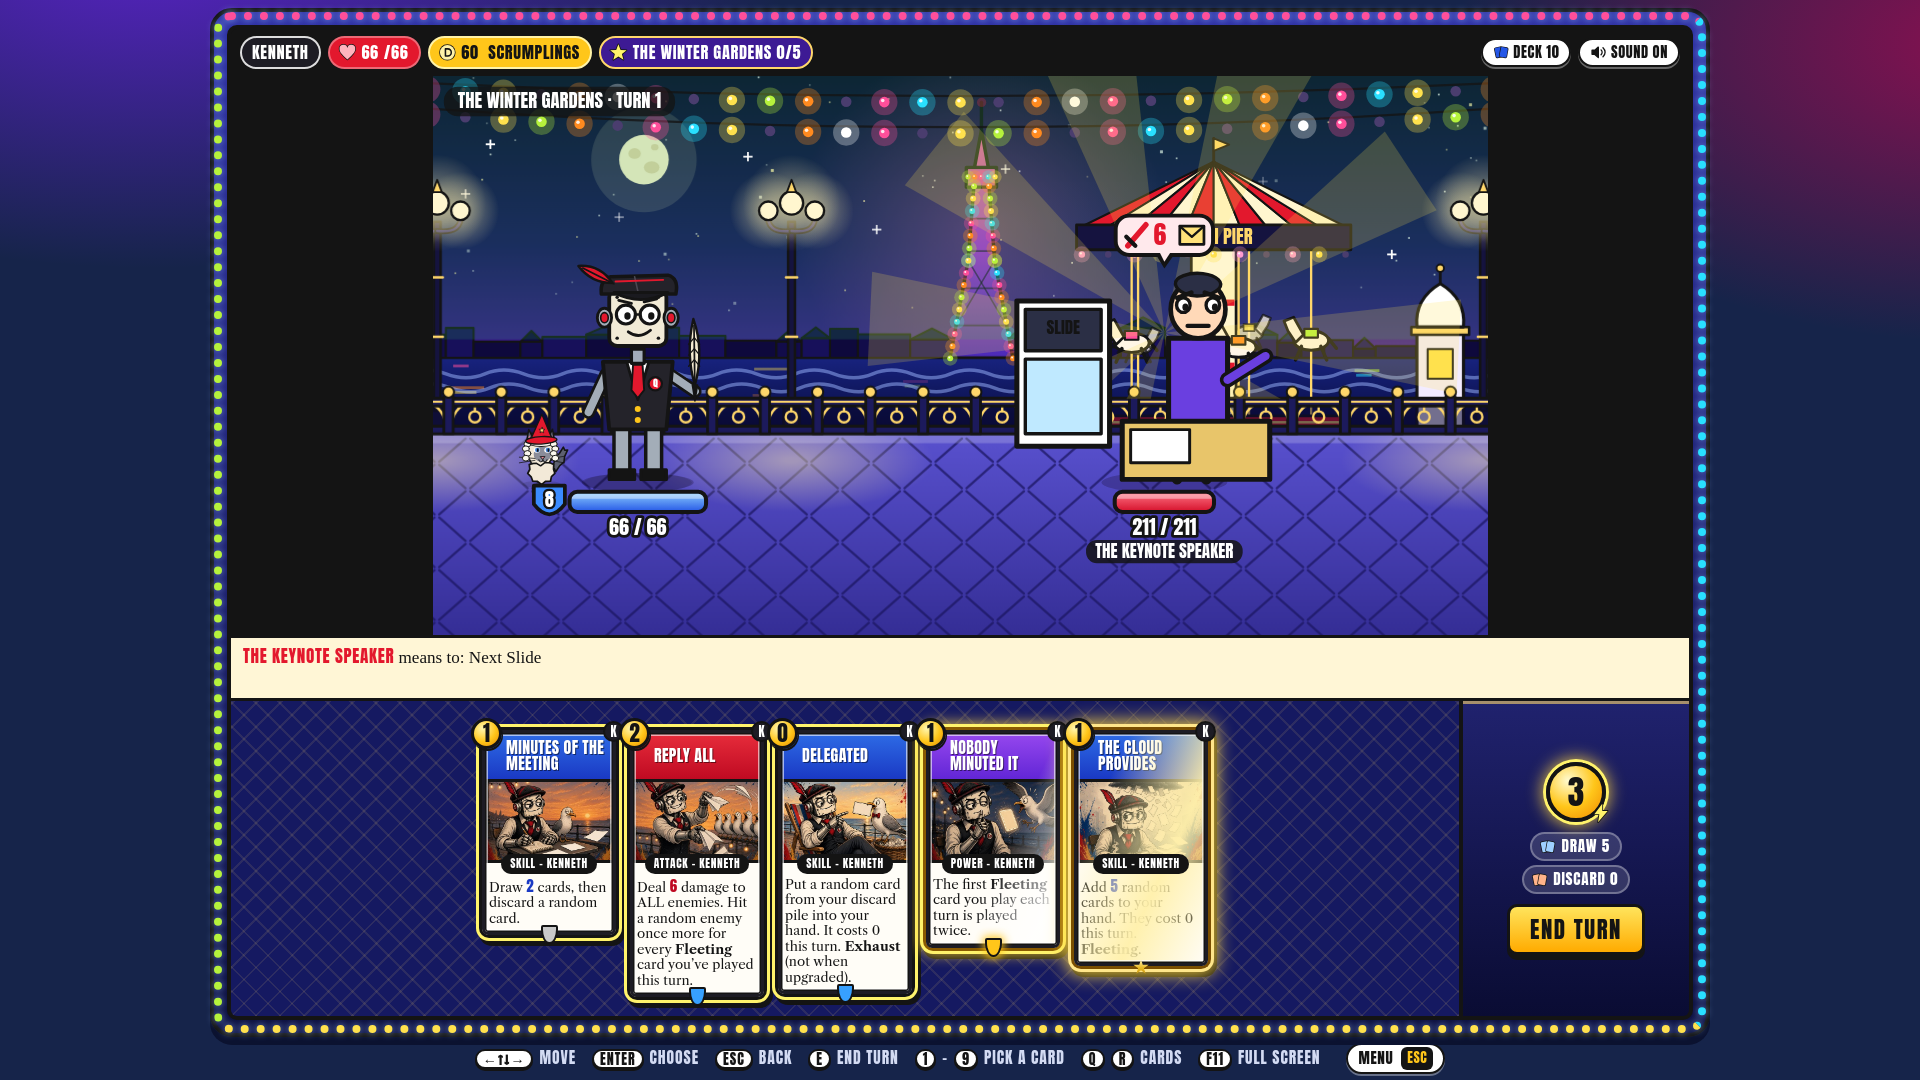 KENNETH
66 /66
D 60 SCRUMPLINGS
THE WINTER GARDENS 0/5
DECK 10
SOUND ON
THE WINTER GARDENS · TURN 1
6
PIER
SLIDE
Q
8
66 / 66
211 / 211
THE KEYNOTE SPEAKER
THE KEYNOTE SPEAKER means to: Next Slide
1
K
MINUTES OF THE
MEETING
SKILL - KENNETH
Draw 2 cards, then
discard a random
card.
2
K
REPLY ALL
ATTACK - KENNETH
Deal 6 damage to
ALL enemies. Hit
a random enemy
once more for
every Fleeting
card you've played
this turn.
0
K
DELEGATED
SKILL - KENNETH
Put a random card
from your discard
pile into your
hand. It costs 0
this turn. Exhaust
(not when
upgraded).
1
K
NOBODY
MINUTED IT
POWER - KENNETH
The first Fleeting
card you play each
turn is played
twice.
1
K
THE CLOUD
PROVIDES
SKILL - KENNETH
Add 5 random
cards to your
hand. They cost 0
this turn.
Fleeting.
3
DRAW 5
DISCARD 0
END TURN
←↑↓→ MOVE ENTER CHOOSE ESC BACK E END TURN 1 - 9 PICK A CARD Q R CARDS F11 FULL SCREEN MENU ESC